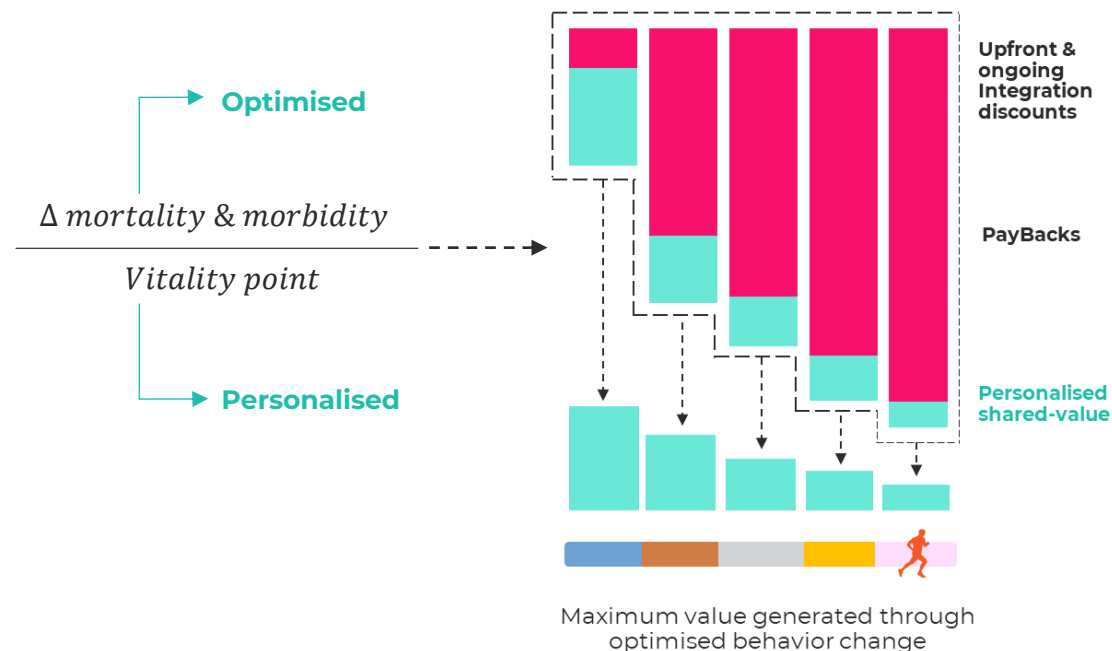 Optimised
Δ mortality & morbidity
Vitality point
Personalised
Upfront &
ongoing
Integration
discounts
PayBacks
Personalised
shared-value
Maximum value generated through
optimised behavior change